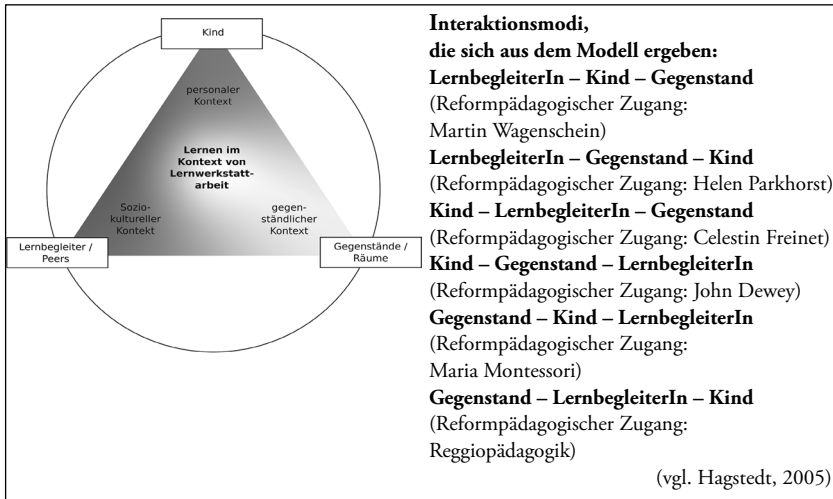 Kind
personaler
Kontext
Lernen im
Kontext von
Lernwerkstatt-
arbeit
Sozio-
kultureller
Kontekt
gegen-
ständlicher
Kontext
Lernbegleiter /
Peers
Gegenstände /
Räume
Interaktionsmodi,
die sich aus dem Modell ergeben:
LernbegleiterIn – Kind – Gegenstand
(Reformpädagogischer Zugang:
Martin Wagenschein)
LernbegleiterIn – Gegenstand – Kind
(Reformpädagogischer Zugang: Helen Parkhorst)
Kind – LernbegleiterIn – Gegenstand
(Reformpädagogischer Zugang: Celestin Freinet)
Kind – Gegenstand – LernbegleiterIn
(Reformpädagogischer Zugang: John Dewey)
Gegenstand – Kind – LernbegleiterIn
(Reformpädagogischer Zugang:
Maria Montessori)
Gegenstand – LernbegleiterIn – Kind
(Reformpädagogischer Zugang:
Reggiopädagogik)
(vgl. Hagstedt, 2005)